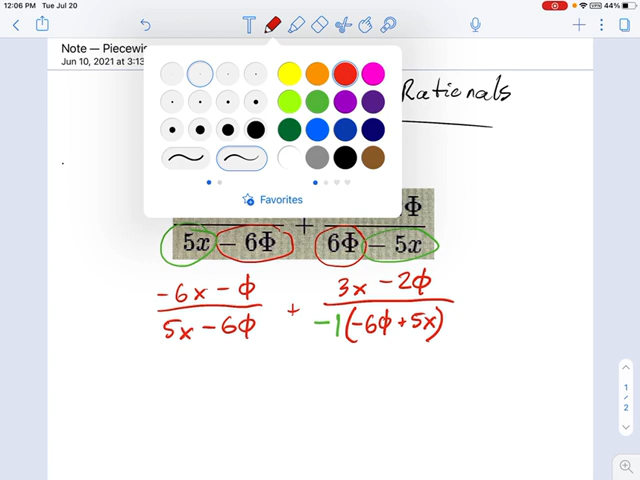 12:06 PM Tue Jul 20
44%
T
Note — Piecewis
Jun 10, 2021 at 3:13
Rationals
Favorites
+ Φ
5x − 6Φ 6Φ − 5x
-6x - ϕ + 3x - 2ϕ
5x - 6ϕ -1(-6ϕ + 5x)
1
2